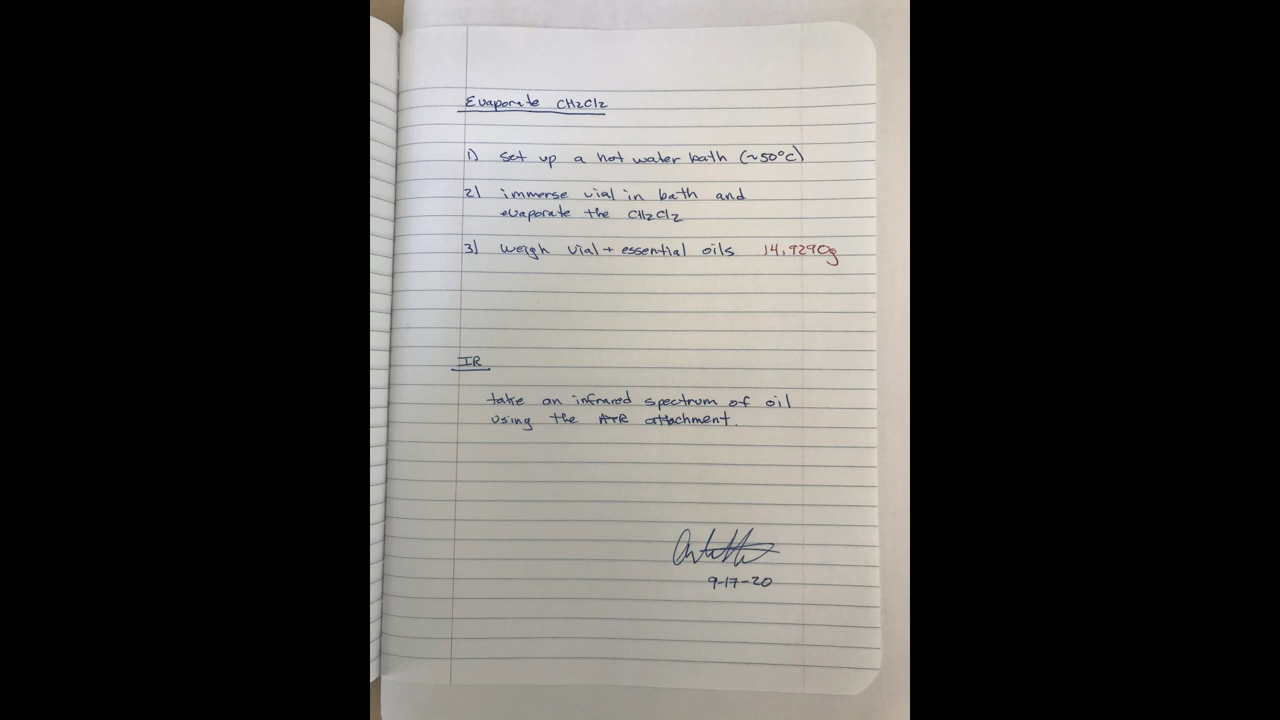 Evaporate CH2Cl2
1) set up a hot water bath (~50°C)
2) immerse vial in bath and
evaporate the CH2Cl2
3) weigh vial + essential oils 14.9290g
IR
take an infrared spectrum of oil
using the ATR attachment.
9-17-20